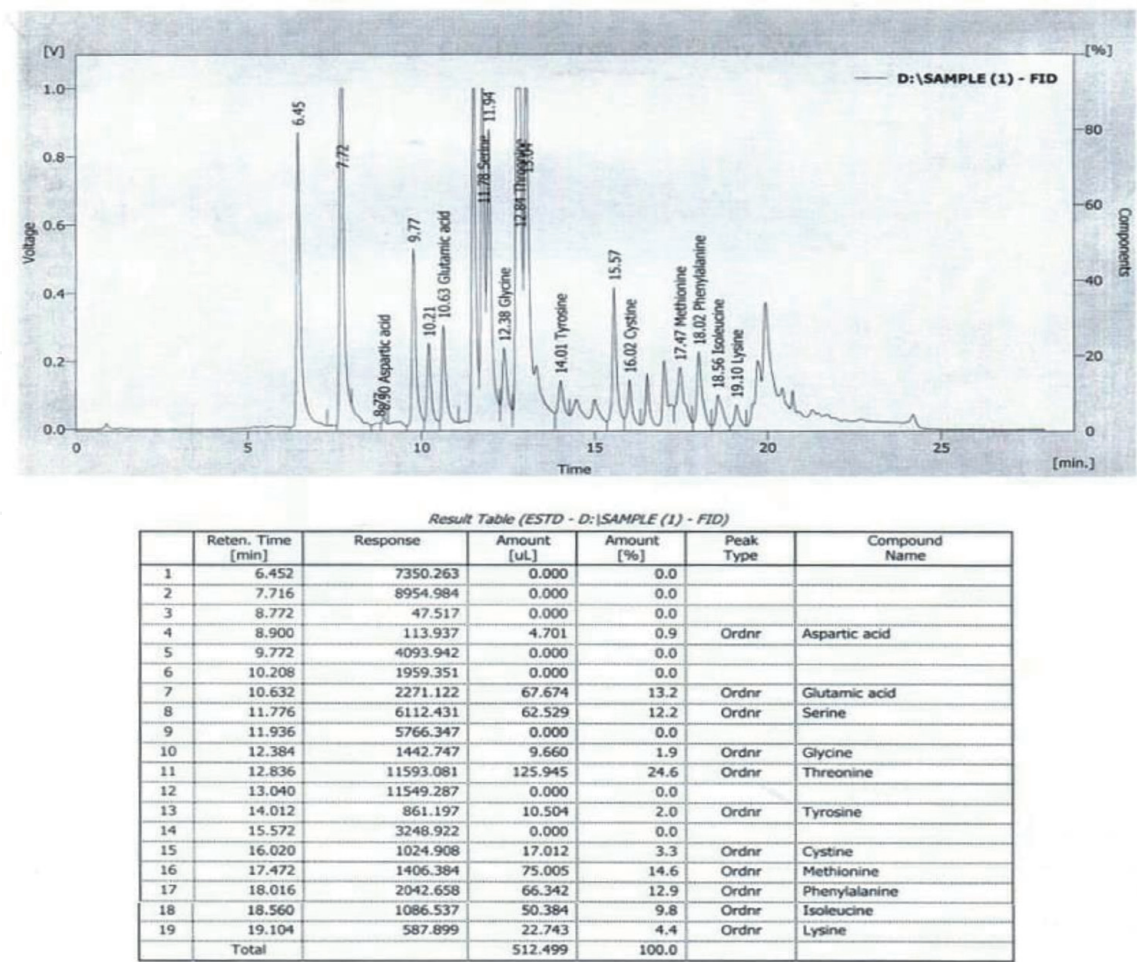 [V]
[%]
D:\SAMPLE (1) - FID
1.0
0.8
0.6
0.4
0.2
0.0
Voltage
80
60
40
20
0
Components
6.45
7.72
8.77
8.90 Aspartic acid
9.77
10.21
10.63 Glutamic acid
11.78 Serine
11.94
12.38 Glycine
12.84 Threonine
13.04
14.01 Tyrosine
15.57
16.02 Cystine
17.47 Methionine
18.02 Phenylalanine
18.56 Isoleucine
19.10 Lysine
0 5 10 15 20 25
Time
[min.]
Result Table (ESTD - D:\SAMPLE (1) - FID)
Reten. Time [min] Response Amount [uL] Amount [%] Peak Type Compound Name
1 6.452 7350.263 0.000 0.0
2 7.716 8954.984 0.000 0.0
3 8.772 47.517 0.000 0.0
4 8.900 113.937 4.701 0.9 Ordnr Aspartic acid
5 9.772 4093.942 0.000 0.0
6 10.208 1959.351 0.000 0.0
7 10.632 2271.122 67.674 13.2 Ordnr Glutamic acid
8 11.776 6112.431 62.529 12.2 Ordnr Serine
9 11.936 5766.347 0.000 0.0
10 12.384 1442.747 9.660 1.9 Ordnr Glycine
11 12.836 11593.081 125.945 24.6 Ordnr Threonine
12 13.040 11549.287 0.000 0.0
13 14.012 861.197 10.504 2.0 Ordnr Tyrosine
14 15.572 3248.922 0.000 0.0
15 16.020 1024.908 17.012 3.3 Ordnr Cystine
16 17.472 1406.384 75.005 14.6 Ordnr Methionine
17 18.016 2042.658 66.342 12.9 Ordnr Phenylalanine
18 18.560 1086.537 50.384 9.8 Ordnr Isoleucine
19 19.104 587.899 22.743 4.4 Ordnr Lysine
Total 512.499 100.0